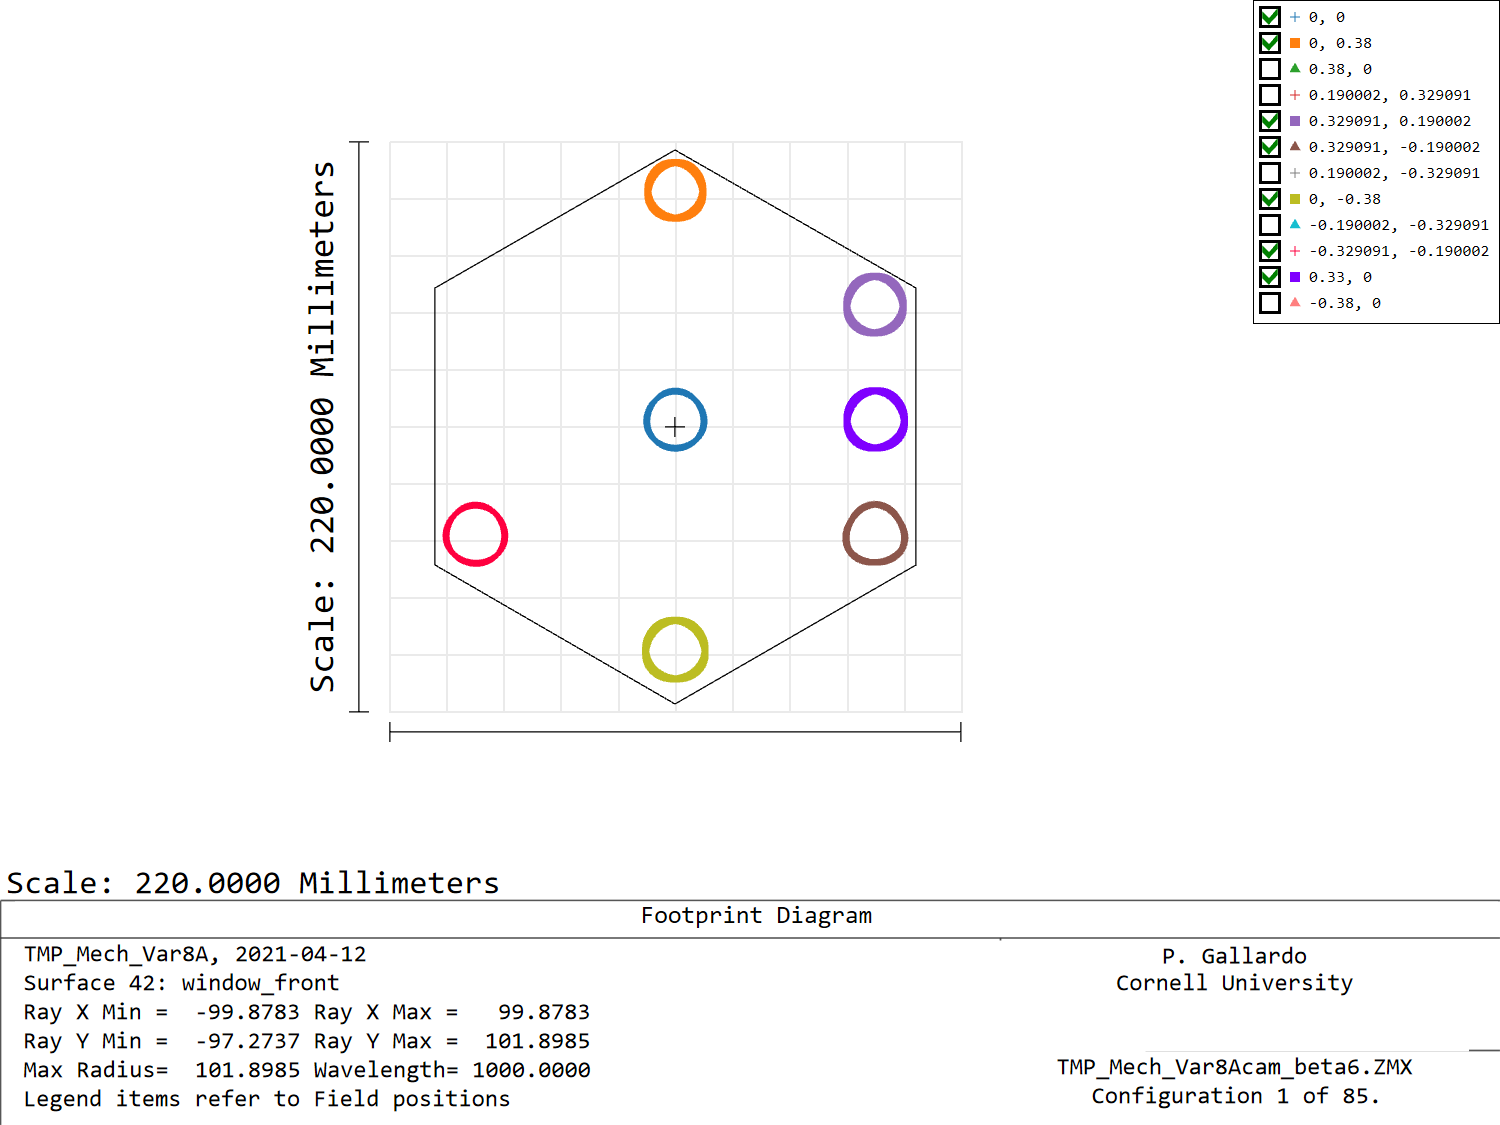 0, 0
0, 0.38
0.38, 0
0.190002, 0.329091
0.329091, 0.190002
0.329091, -0.190002
0.190002, -0.329091
0, -0.38
-0.190002, -0.329091
-0.329091, -0.190002
0.33, 0
-0.38, 0
Scale: 220.0000 Millimeters
Scale: 220.0000 Millimeters
Footprint Diagram
TMP_Mech_Var8A, 2021-04-12
Surface 42: window_front
Ray X Min = -99.8783 Ray X Max = 99.8783
Ray Y Min = -97.2737 Ray Y Max = 101.8985
Max Radius= 101.8985 Wavelength= 1000.0000
Legend items refer to Field positions
P. Gallardo
Cornell University
TMP_Mech_Var8Acam_beta6.ZMX
Configuration 1 of 85.